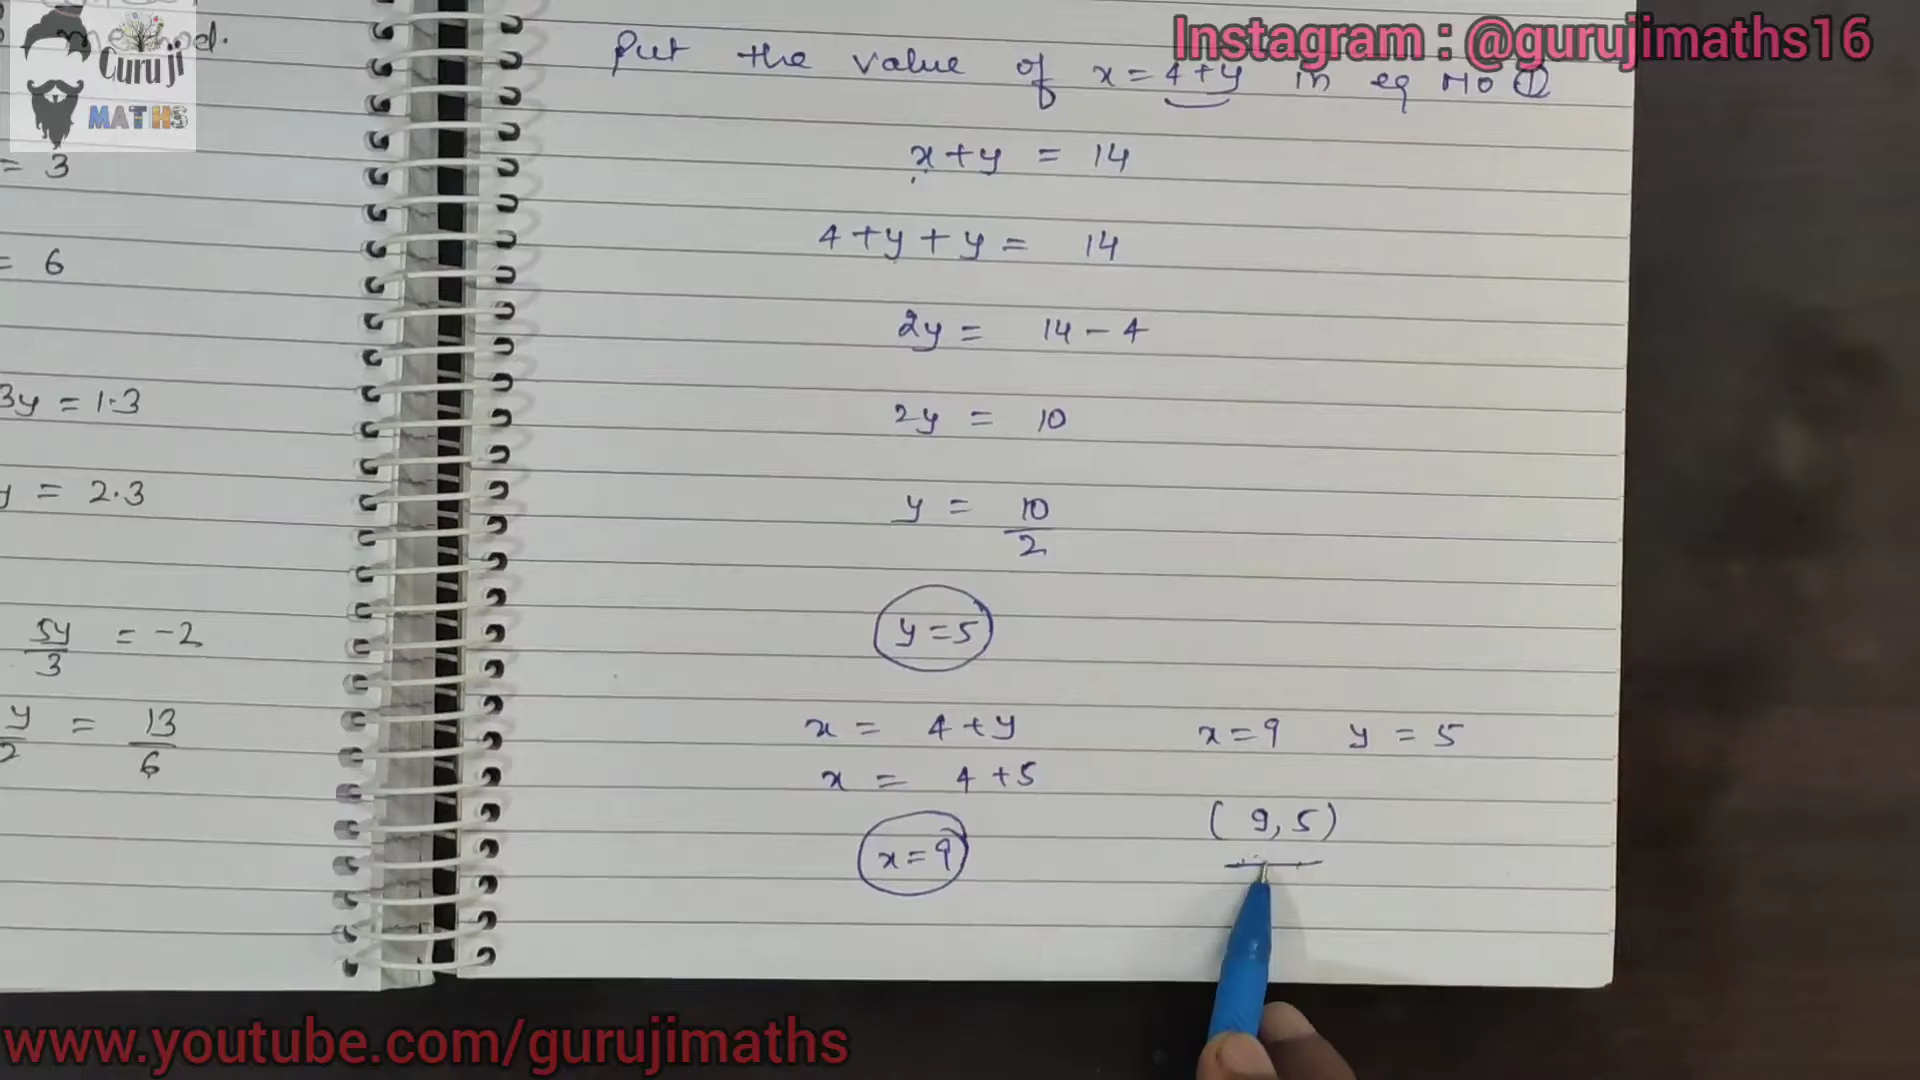 method.
Guru ji
MATHS
= 3
= 6
3y = 1.3
y = 2.3
5y/3 = -2
y/2 = 13/6
Instagram : @gurujimaths16
Put the value of x = 4+y in eq No ①
x+y = 14
4+y+y = 14
2y = 14-4
2y = 10
y = 10/2
y=5
x = 4+y
x = 4+5
x=9
x=9 y = 5
(9,5)
www.youtube.com/gurujimaths